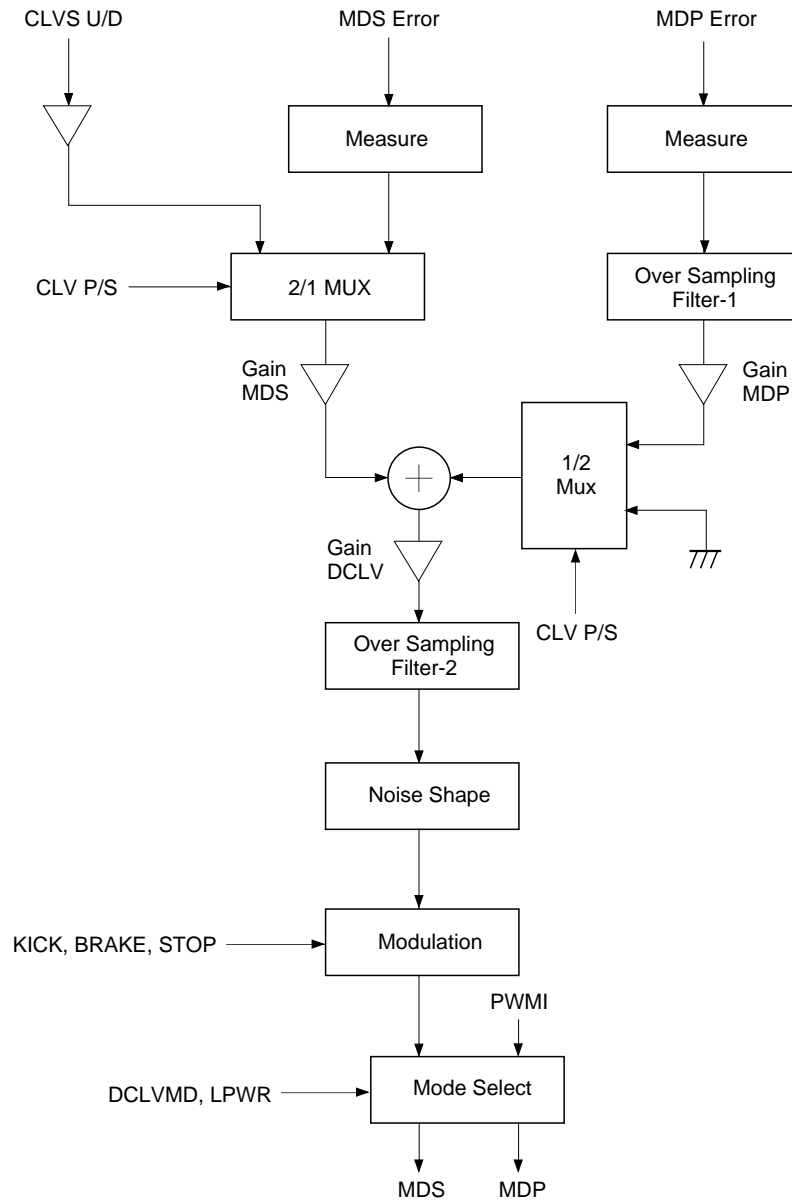 CLVS U/D
MDS Error
MDP Error
Measure
Measure
CLV P/S
2/1 MUX
Over Sampling
Filter-1
Gain
MDS
Gain
MDP
1/2
Mux
Gain
DCLV
CLV P/S
Over Sampling
Filter-2
Noise Shape
KICK, BRAKE, STOP
Modulation
PWMI
DCLVMD, LPWR
Mode Select
MDS
MDP